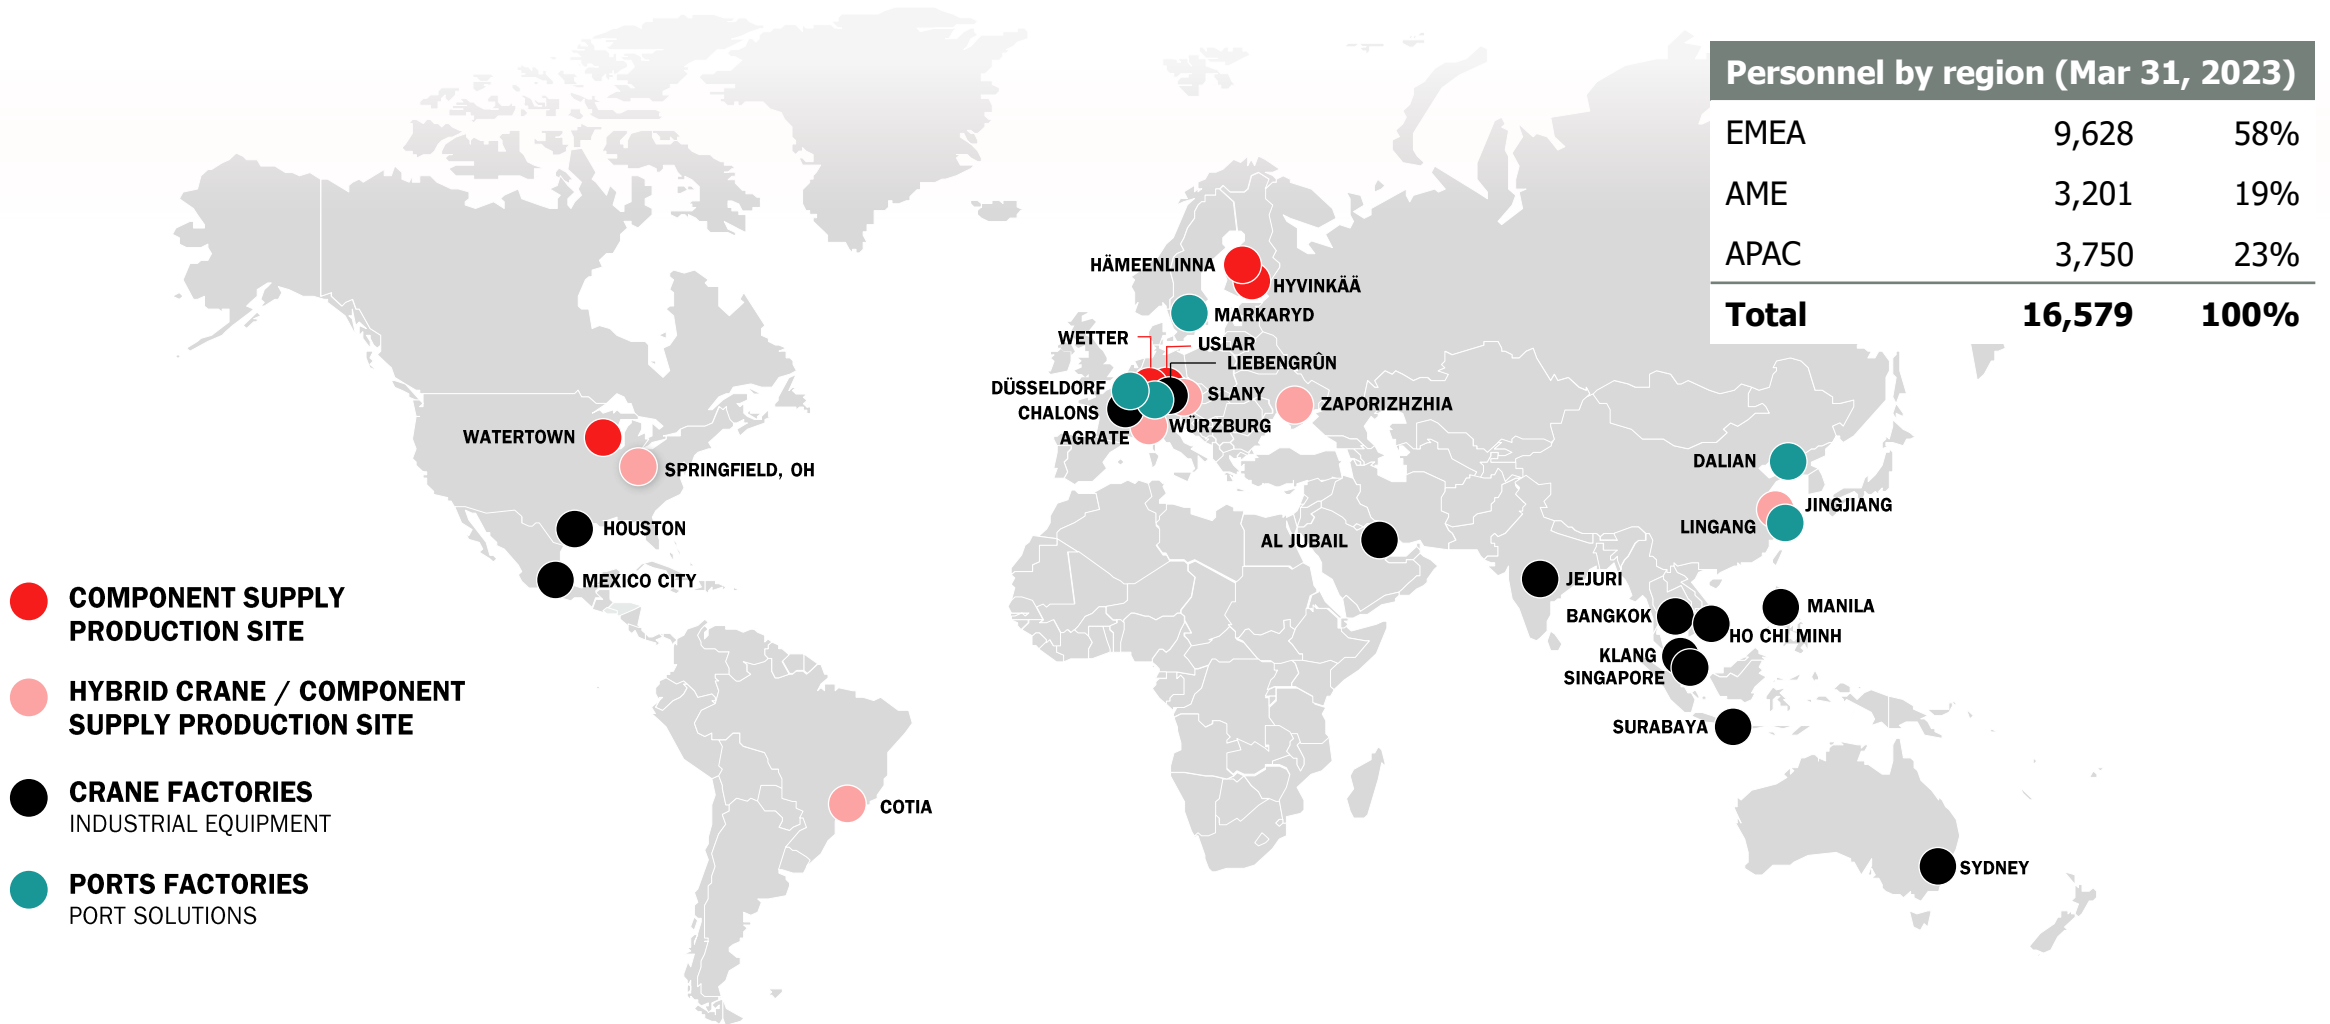 Personnel by region (Mar 31, 2023)
EMEA 9,628 58%
AME 3,201 19%
APAC 3,750 23%
Total 16,579 100%
HÄMEENLINNA
HYVINKÄÄ
MARKARYD
WETTER
USLAR
LIEBENGRÛN
DÜSSELDORF
SLANY
CHALONS
ZAPORIZHZHIA
WÜRZBURG
AGRATE
WATERTOWN
SPRINGFIELD, OH
HOUSTON
MEXICO CITY
COTIA
AL JUBAIL
DALIAN
JINGJIANG
LINGANG
JEJURI
BANGKOK
MANILA
HO CHI MINH
KLANG
SINGAPORE
SURABAYA
SYDNEY
COMPONENT SUPPLY
PRODUCTION SITE
HYBRID CRANE / COMPONENT
SUPPLY PRODUCTION SITE
CRANE FACTORIES
INDUSTRIAL EQUIPMENT
PORTS FACTORIES
PORT SOLUTIONS